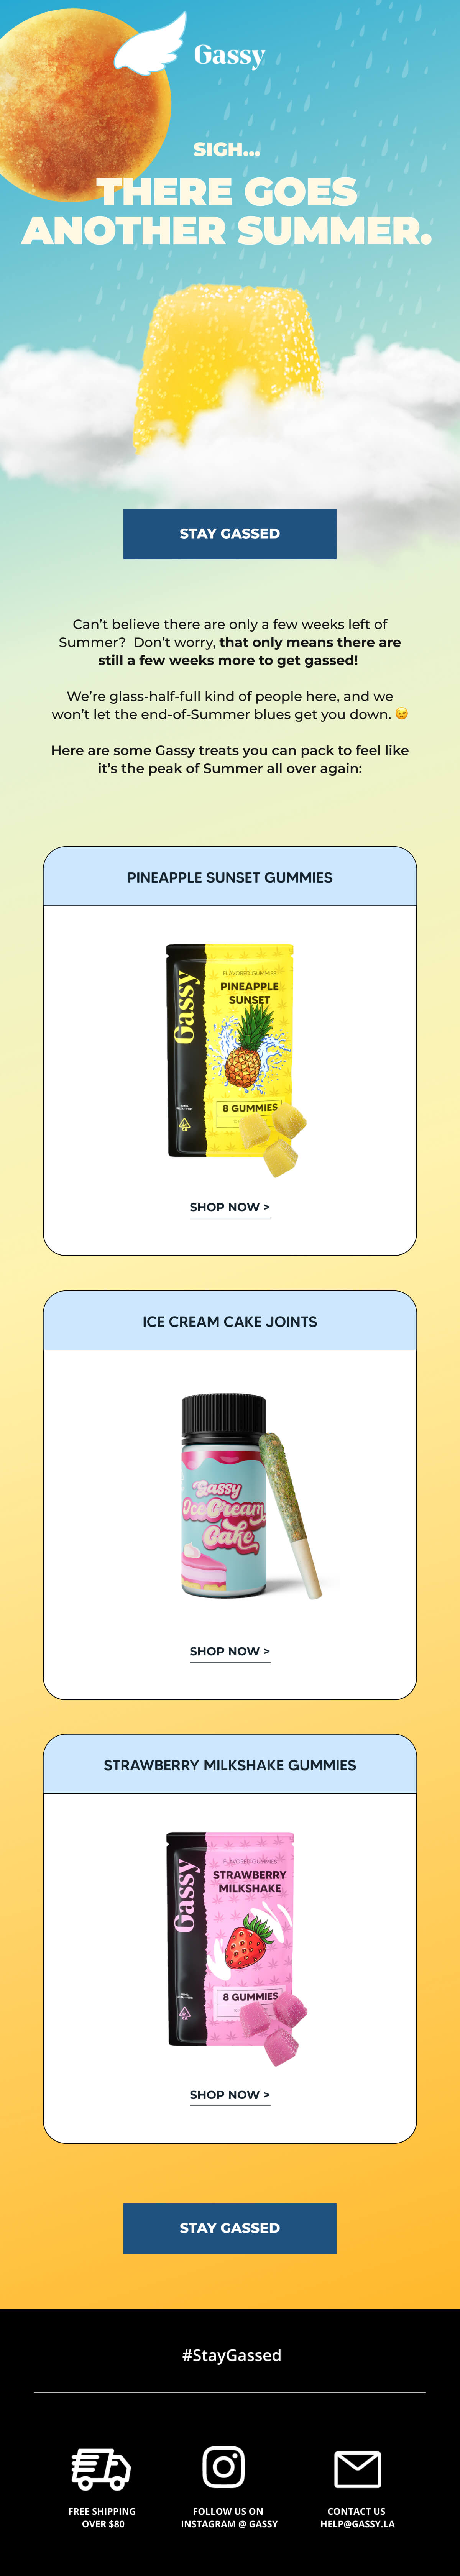 Gassy
SIGH...
THERE GOES
ANOTHER SUMMER.
STAY GASSED
Can't believe there are only a few weeks left of
Summer?  Don't worry, that only means there are
still a few weeks more to get gassed!
We're glass-half-full kind of people here, and we
won't let the end-of-Summer blues get you down. 😉
Here are some Gassy treats you can pack to feel like
it's the peak of Summer all over again:
PINEAPPLE SUNSET GUMMIES
Gassy
FLAVORED GUMMIES
PINEAPPLE
SUNSET
8 GUMMIES
SHOP NOW >
ICE CREAM CAKE JOINTS
Gassy
Ice Cream
Cake
SHOP NOW >
STRAWBERRY MILKSHAKE GUMMIES
Gassy
FLAVORED GUMMIES
STRAWBERRY
MILKSHAKE
8 GUMMIES
SHOP NOW >
STAY GASSED
#StayGassed
FREE SHIPPING
OVER $80
FOLLOW US ON
INSTAGRAM @ GASSY
CONTACT US
HELP@GASSY.LA